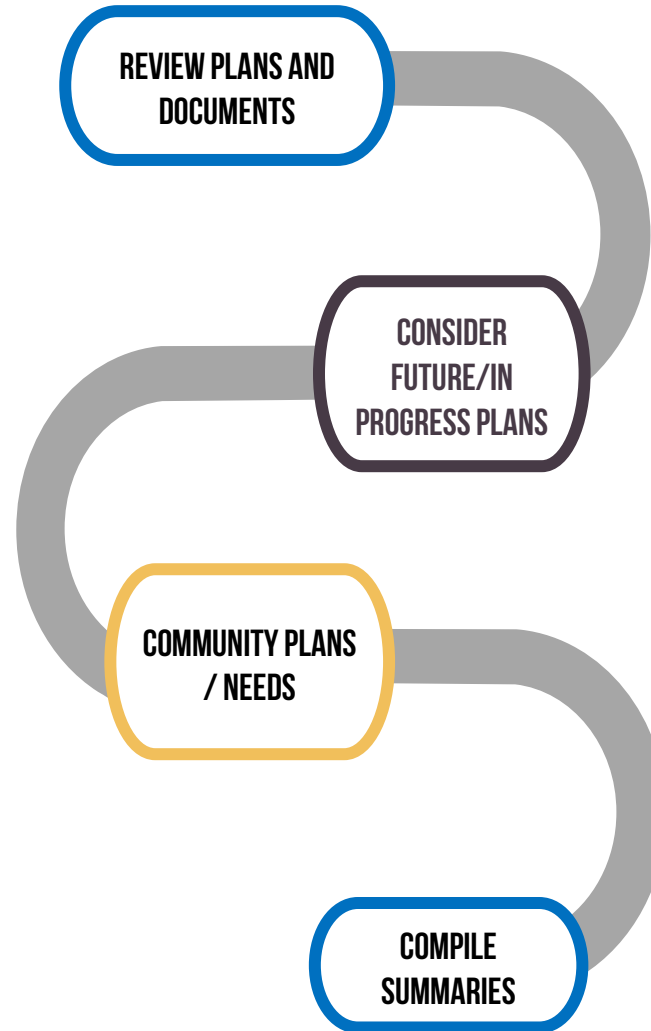 REVIEW PLANS AND
DOCUMENTS
CONSIDER
FUTURE/IN
PROGRESS PLANS
COMMUNITY PLANS
/ NEEDS
COMPILE
SUMMARIES